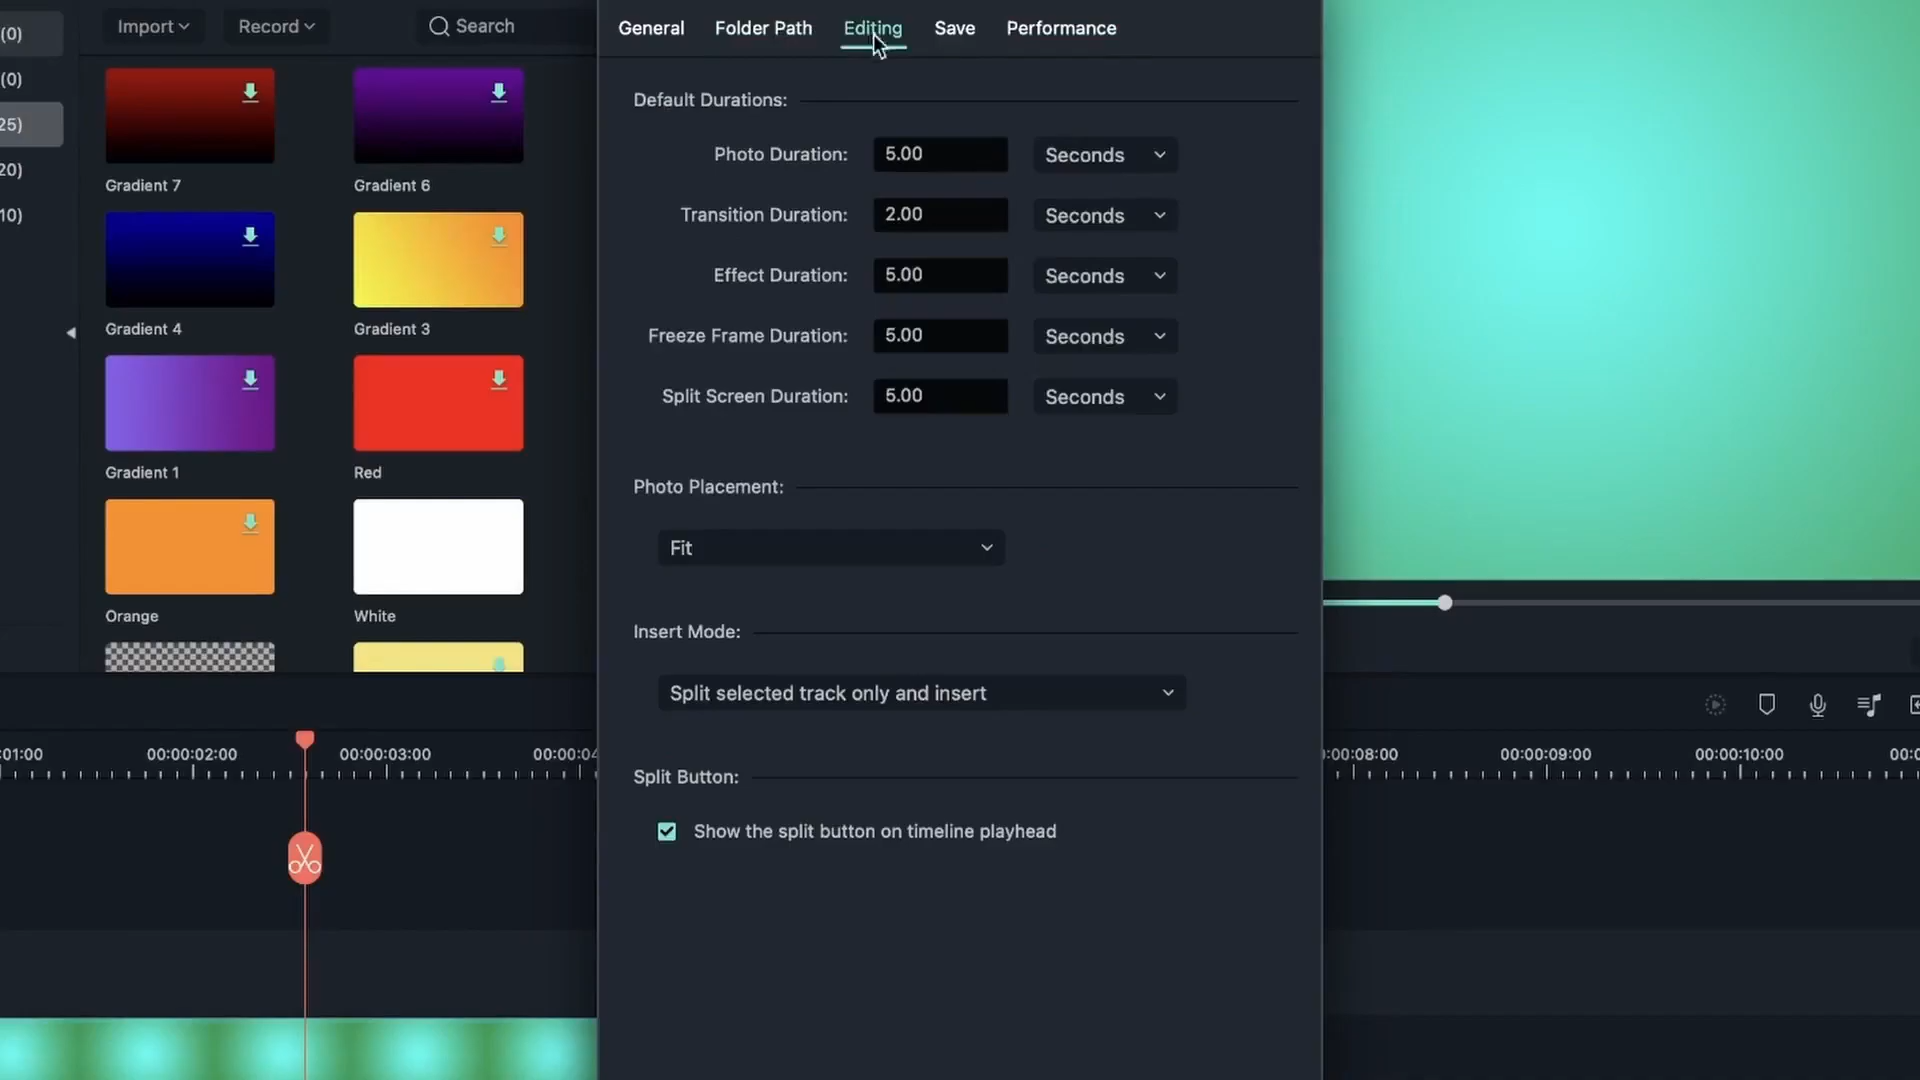 (0)
(0)
25)
20)
10)
Import
Record
Search
Gradient 7
Gradient 6
Gradient 4
Gradient 3
Gradient 1
Red
Orange
White
General
Folder Path
Editing
Save
Performance
Default Durations:
Photo Duration: 5.00 Seconds
Transition Duration: 2.00 Seconds
Effect Duration: 5.00 Seconds
Freeze Frame Duration: 5.00 Seconds
Split Screen Duration: 5.00 Seconds
Photo Placement:
Fit
Insert Mode:
Split selected track only and insert
Split Button:
Show the split button on timeline playhead
:01:00
00:00:02:00
00:00:03:00
00:00:04
0:00:08:00
00:00:09:00
00:00:10:00
00:0